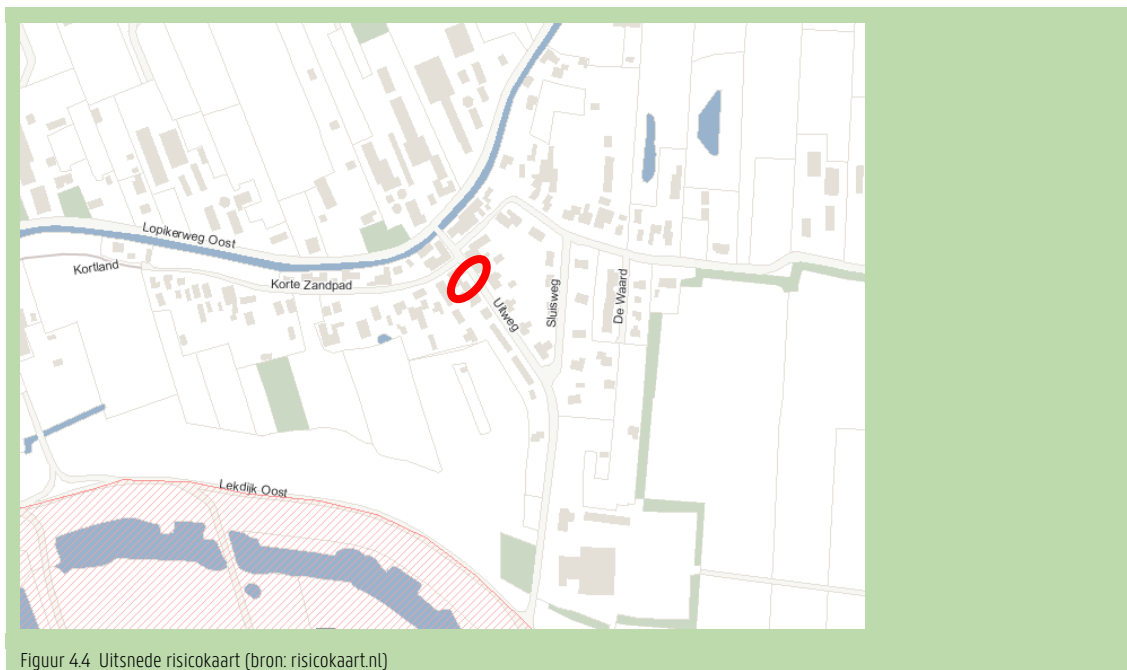 Lopikerweg Oost
Kortland
Korte Zandpad
Uitweg
Sluisweg
De Waard
Lekdijk Oost
Figuur 4.4 Uitsnede risicokaart (bron: risicokaart.nl)